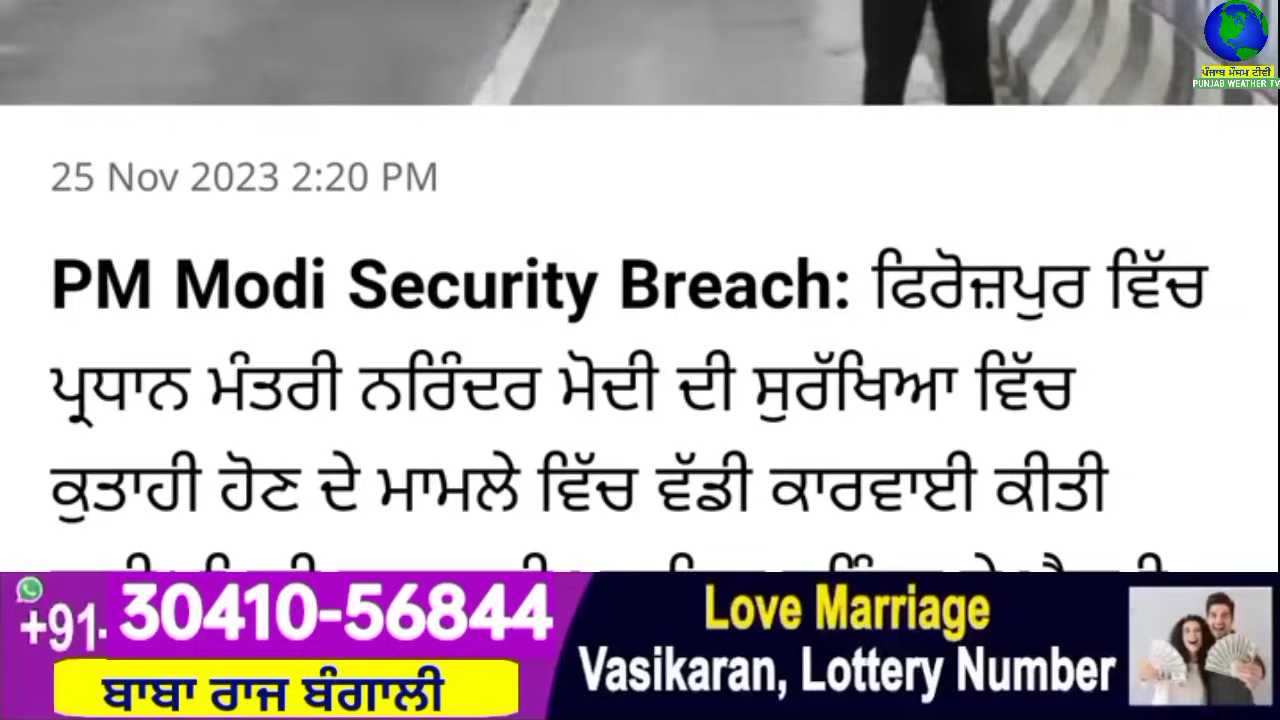 ਪੰਜਾਬ ਮੌਸਮ ਟੀਵੀ
PUNJAB WEATHER TV
25 Nov 2023 2:20 PM
PM Modi Security Breach: ਫਿਰੋਜ਼ਪੁਰ ਵਿੱਚ
ਪ੍ਰਧਾਨ ਮੰਤਰੀ ਨਰਿੰਦਰ ਮੋਦੀ ਦੀ ਸੁਰੱਖਿਆ ਵਿੱਚ
ਕੁਤਾਹੀ ਹੋਣ ਦੇ ਮਾਮਲੇ ਵਿੱਚ ਵੱਡੀ ਕਾਰਵਾਈ ਕੀਤੀ
+91- 30410-56844
ਬਾਬਾ ਰਾਜ ਬੰਗਾਲੀ
Love Marriage
Vasikaran, Lottery Number